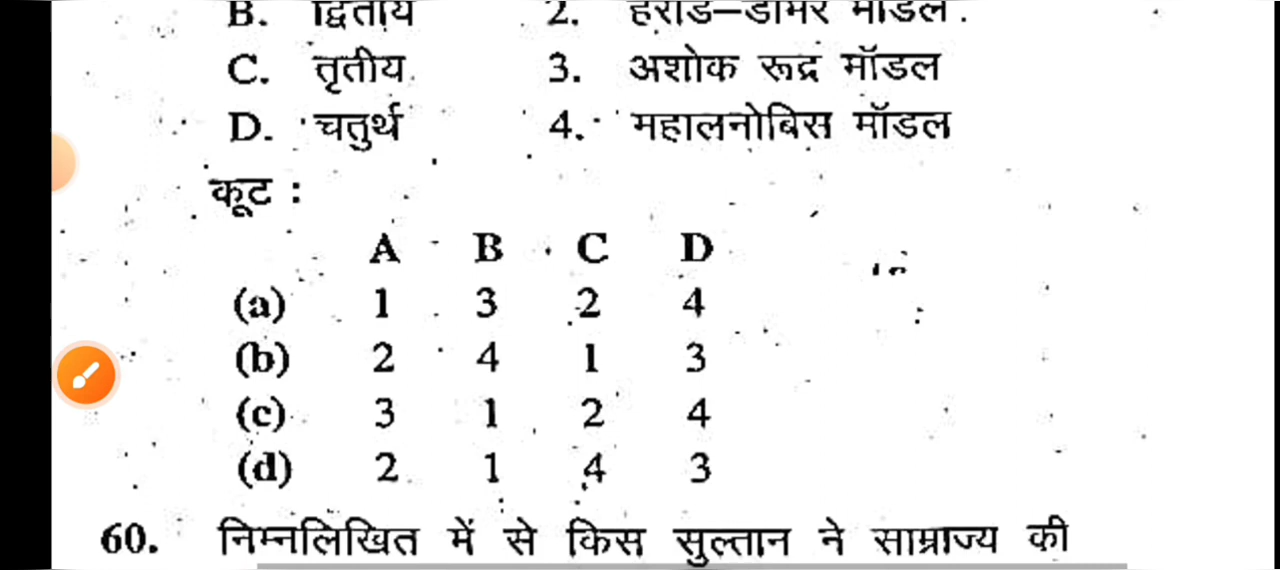 B. द्वितीय 2. हैरॉड–डोमर मॉडल.
C. तृतीय 3. अशोक रूद्र मॉडल
D. चतुर्थ 4. महालनोबिस मॉडल
कूट :
A B C D
(a) 1 3 2 4
(b) 2 4 1 3
(c) 3 1 2 4
(d) 2 1 4 3
60. निम्नलिखित में से किस सुल्तान ने साम्राज्य की